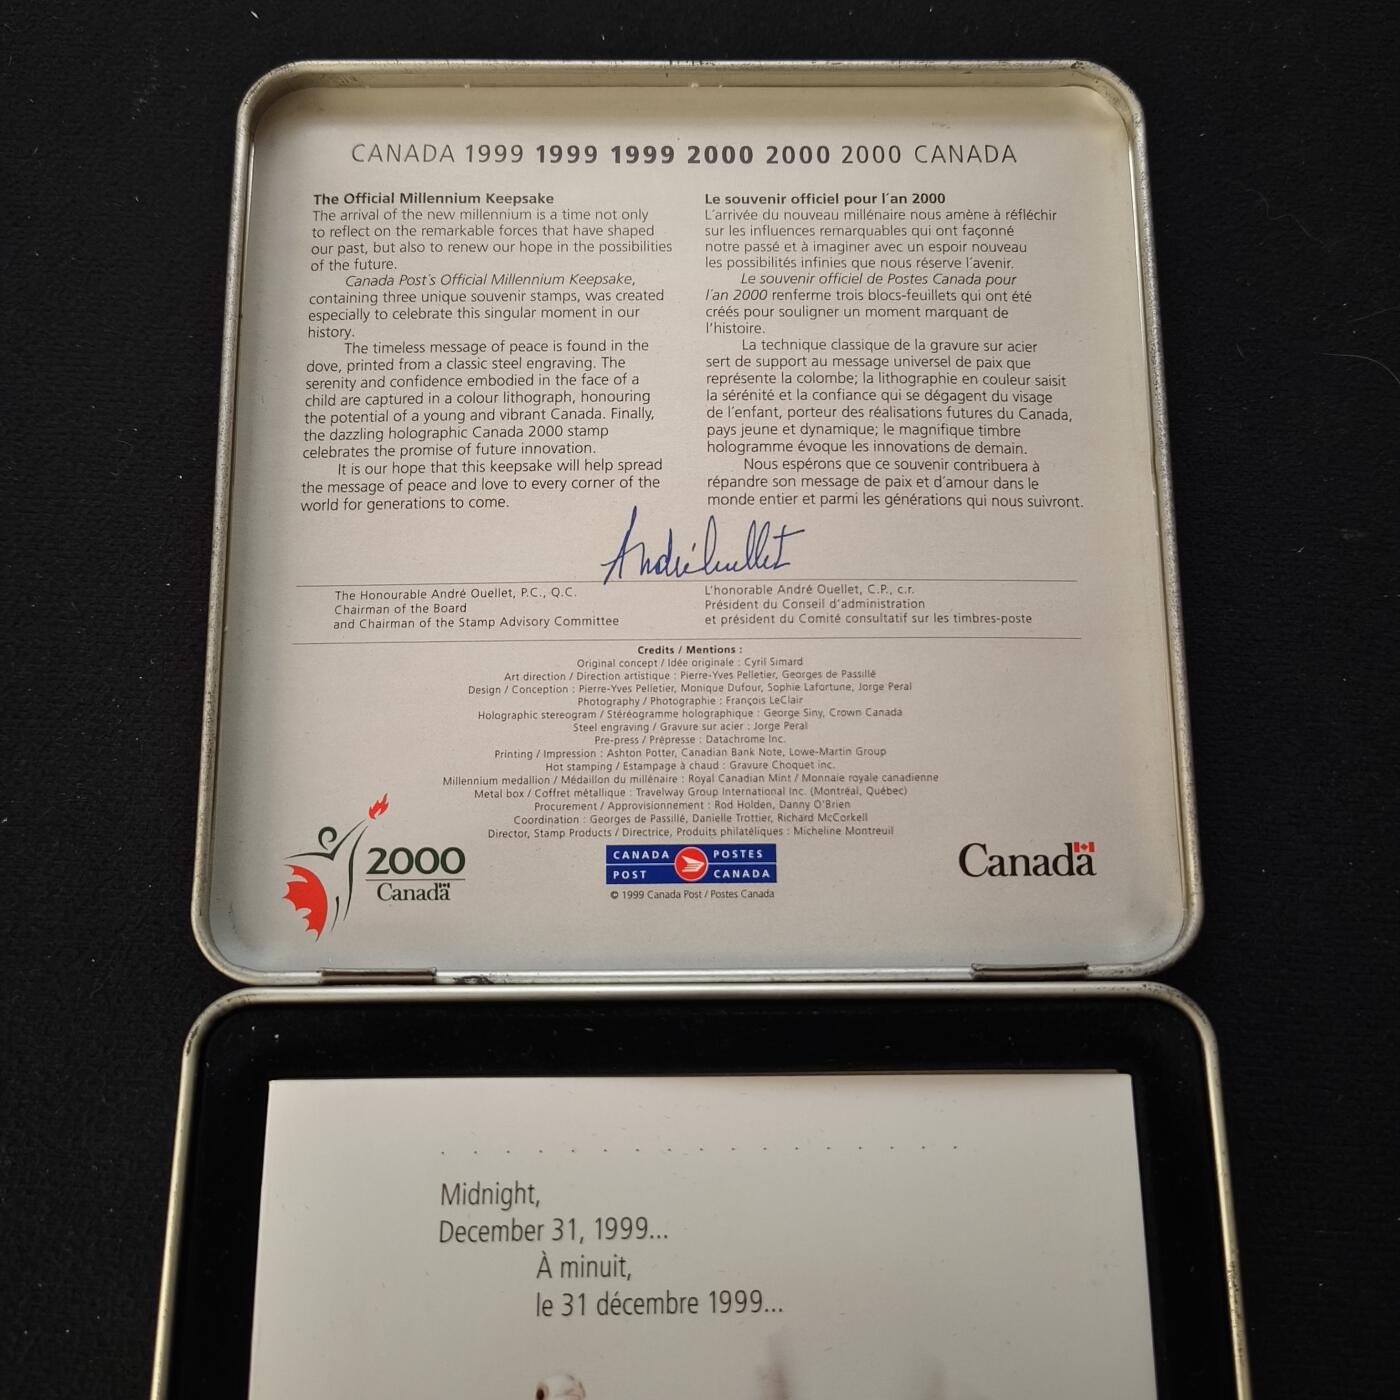 CANADA 1999 1999 1999 2000 2000 2000 CANADA
The Official Millennium Keepsake
The arrival of the new millennium is a time not only
to reflect on the remarkable forces that have shaped
our past, but also to renew our hope in the possibilities
of the future.
Canada Post's Official Millennium Keepsake,
containing three unique souvenir stamps, was created
especially to celebrate this singular moment in our
history.
The timeless message of peace is found in the
dove, printed from a classic steel engraving. The
serenity and confidence embodied in the face of a
child are captured in a colour lithograph, honouring
the potential of a young and vibrant Canada. Finally,
the dazzling holographic Canada 2000 stamp
celebrates the promise of future innovation.
It is our hope that this keepsake will help spread
the message of peace and love to every corner of the
world for generations to come.
Le souvenir officiel pour l'an 2000
L'arrivée du nouveau millénaire nous amène à réfléchir
sur les influences remarquables qui ont façonné
notre passé et à imaginer avec un espoir nouveau
les possibilités infinies que nous réserve l'avenir.
Le souvenir officiel de Postes Canada pour
l'an 2000 renferme trois blocs-feuillets qui ont été
créés pour souligner un moment marquant de
l'histoire.
La technique classique de la gravure sur acier
sert de support au message universel de paix que
représente la colombe; la lithographie en couleur saisit
la sérénité et la confiance qui se dégagent du visage
de l'enfant, porteur des réalisations futures du Canada,
pays jeune et dynamique; le magnifique timbre
hologramme évoque les innovations de demain.
Nous espérons que ce souvenir contribuera à
répandre son message de paix et d'amour dans le
monde entier et parmi les générations qui nous suivront.
André Ouellet
The Honourable André Ouellet, P.C., Q.C.
Chairman of the Board
and Chairman of the Stamp Advisory Committee
L'honorable André Ouellet, C.P., c.r.
Président du Conseil d'administration
et président du Comité consultatif sur les timbres-poste
Credits / Mentions :
Original concept / Idée originale : Cyril Simard
Art direction / Direction artistique : Pierre-Yves Pelletier, Georges de Passillé
Design / Conception : Pierre-Yves Pelletier, Monique Dufour, Sophie Lafortune, Jorge Peral
Photography / Photographie : François LeClair
Holographic stereogram / Stéréogramme holographique : George Siny, Crown Canada
Steel engraving / Gravure sur acier : Jorge Peral
Pre-press / Prépresse : Datachrome Inc.
Printing / Impression : Ashton Potter, Canadian Bank Note, Lowe-Martin Group
Hot stamping / Estampage à chaud : Gravure Choquet inc.
Millennium medallion / Médaillon du millénaire : Royal Canadian Mint / Monnaie royale canadienne
Metal box / Coffret métallique : Travelway Group International Inc. (Montréal, Québec)
Procurement / Approvisionnement : Rod Holden, Danny O'Brien
Coordination : Georges de Passillé, Danielle Trottier, Richard McCorkell
Director, Stamp Products / Directrice, Produits philatéliques : Micheline Montreuil
2000
Canada
CANADA POSTES
POST CANADA
© 1999 Canada Post / Postes Canada
Canada
Midnight,
December 31, 1999...
À minuit,
le 31 décembre 1999...